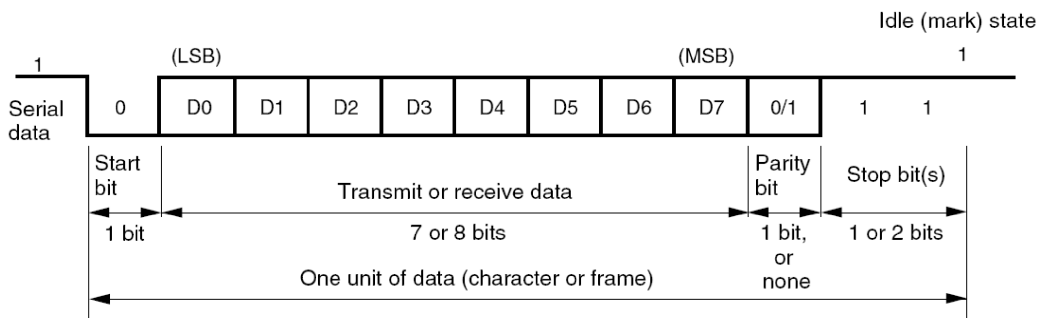 Idle (mark) state
1 (LSB) (MSB) 1
Serial data
0 D0 D1 D2 D3 D4 D5 D6 D7 0/1 1 1
Start bit
Transmit or receive data
Parity bit
Stop bit(s)
1 bit
7 or 8 bits
1 bit, or none
1 or 2 bits
One unit of data (character or frame)